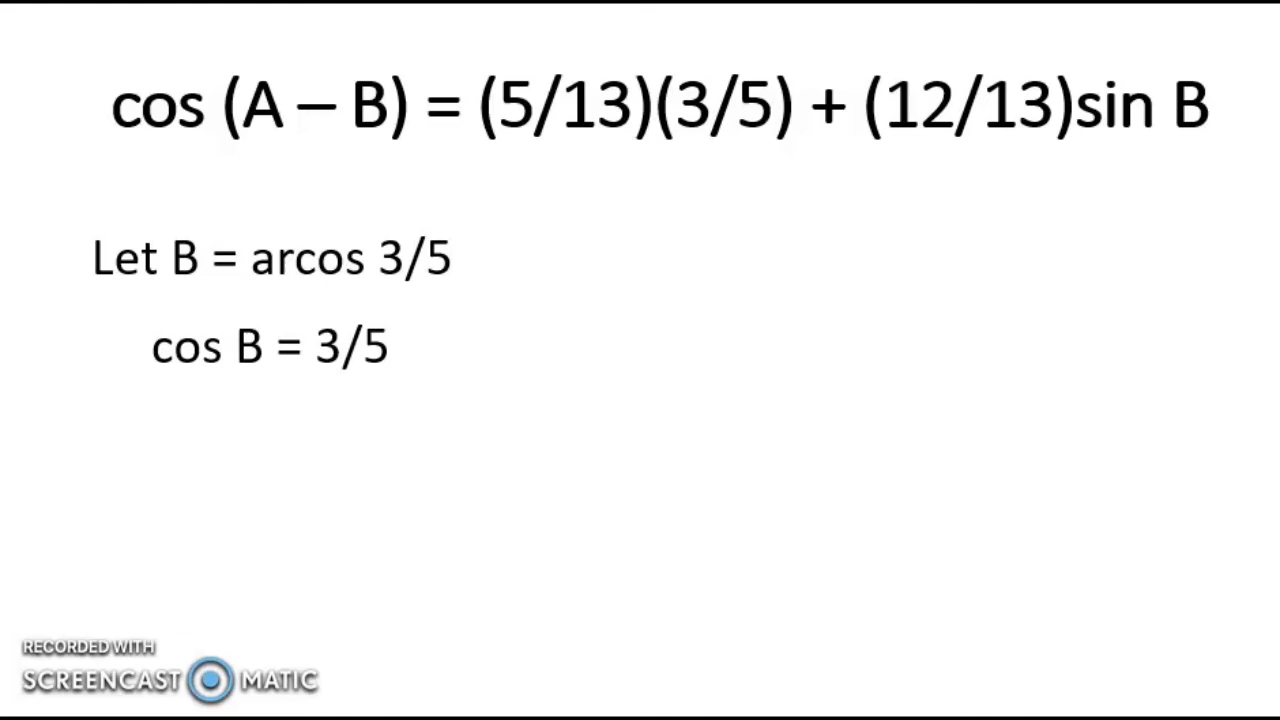 cos (A – B) = (5/13)(3/5) + (12/13)sin B
Let B = arcos 3/5
cos B = 3/5
RECORDED WITH
SCREENCAST MATIC